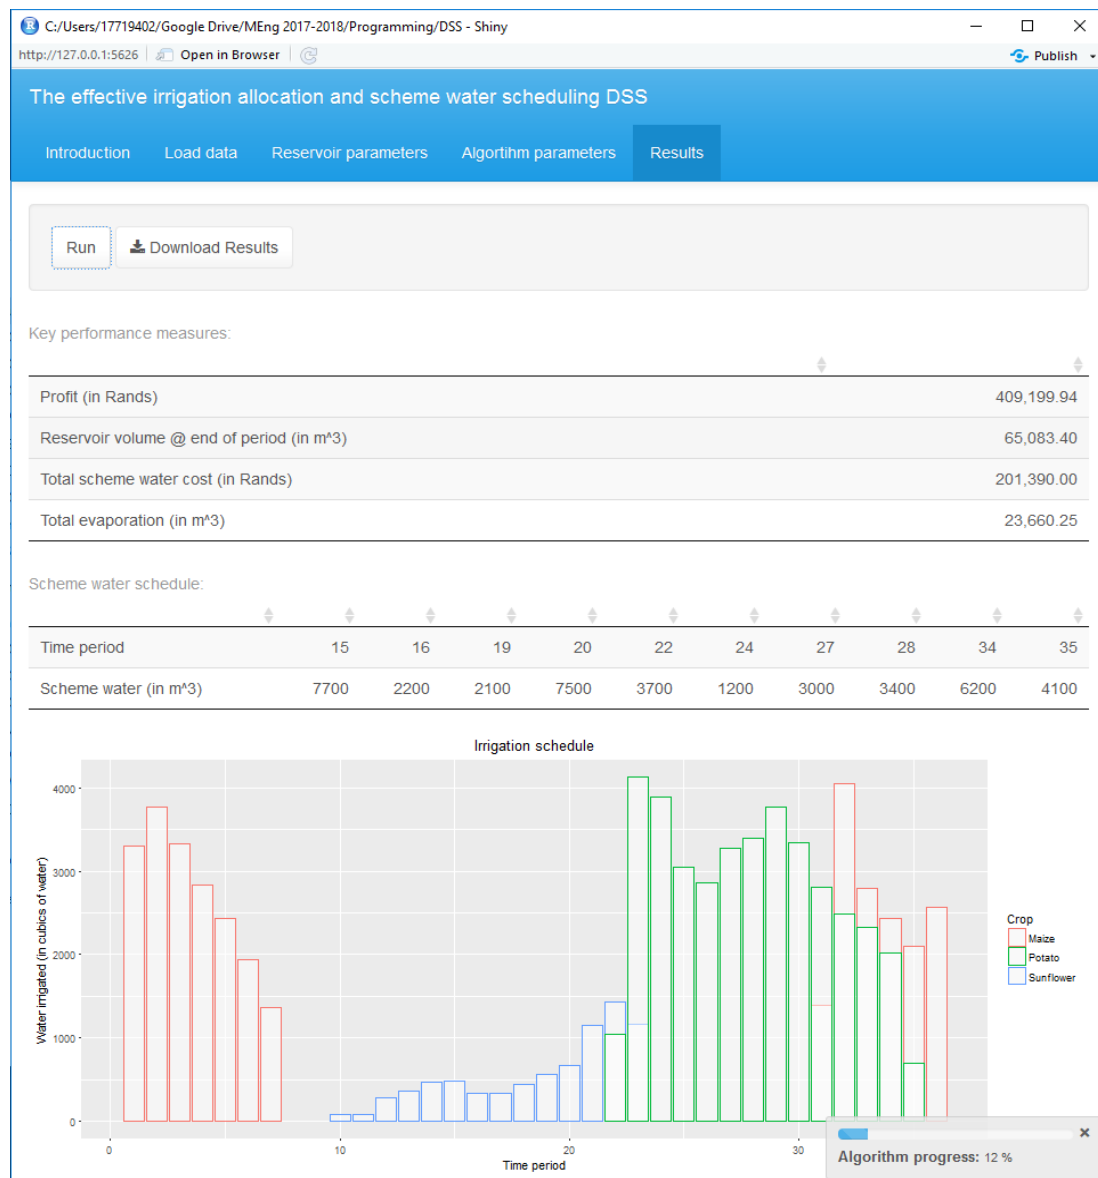 C:/Users/17719402/Google Drive/MEng 2017-2018/Programming/DSS - Shiny
http://127.0.0.1:5626 Open in Browser Publish
The effective irrigation allocation and scheme water scheduling DSS
Introduction Load data Reservoir parameters Algortihm parameters Results
Run Download Results
Key performance measures:
Profit (in Rands) 409,199.94
Reservoir volume @ end of period (in m^3) 65,083.40
Total scheme water cost (in Rands) 201,390.00
Total evaporation (in m^3) 23,660.25
Scheme water schedule:
Time period 15 16 19 20 22 24 27 28 34 35
Scheme water (in m^3) 7700 2200 2100 7500 3700 1200 3000 3400 6200 4100
Irrigation schedule
Water irrigated (in cubics of water)
4000
3000
2000
1000
0
0 10 20 30
Time period
Crop
Maize
Potato
Sunflower
Algorithm progress: 12 %